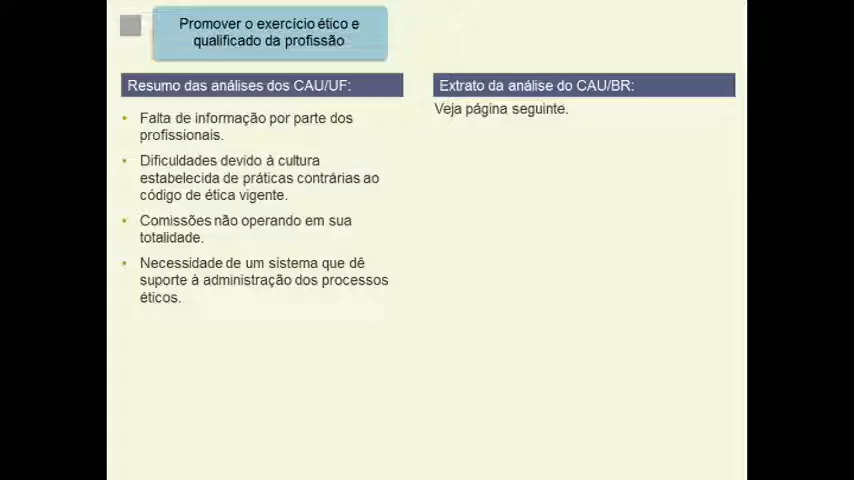 Promover o exercício ético e
qualificado da profissão
Resumo das análises dos CAU/UF:
• Falta de informação por parte dos
profissionais.
• Dificuldades devido à cultura
estabelecida de práticas contrárias ao
código de ética vigente.
• Comissões não operando em sua
totalidade.
• Necessidade de um sistema que dê
suporte à administração dos processos
éticos.
Extrato da análise do CAU/BR:
Veja página seguinte.